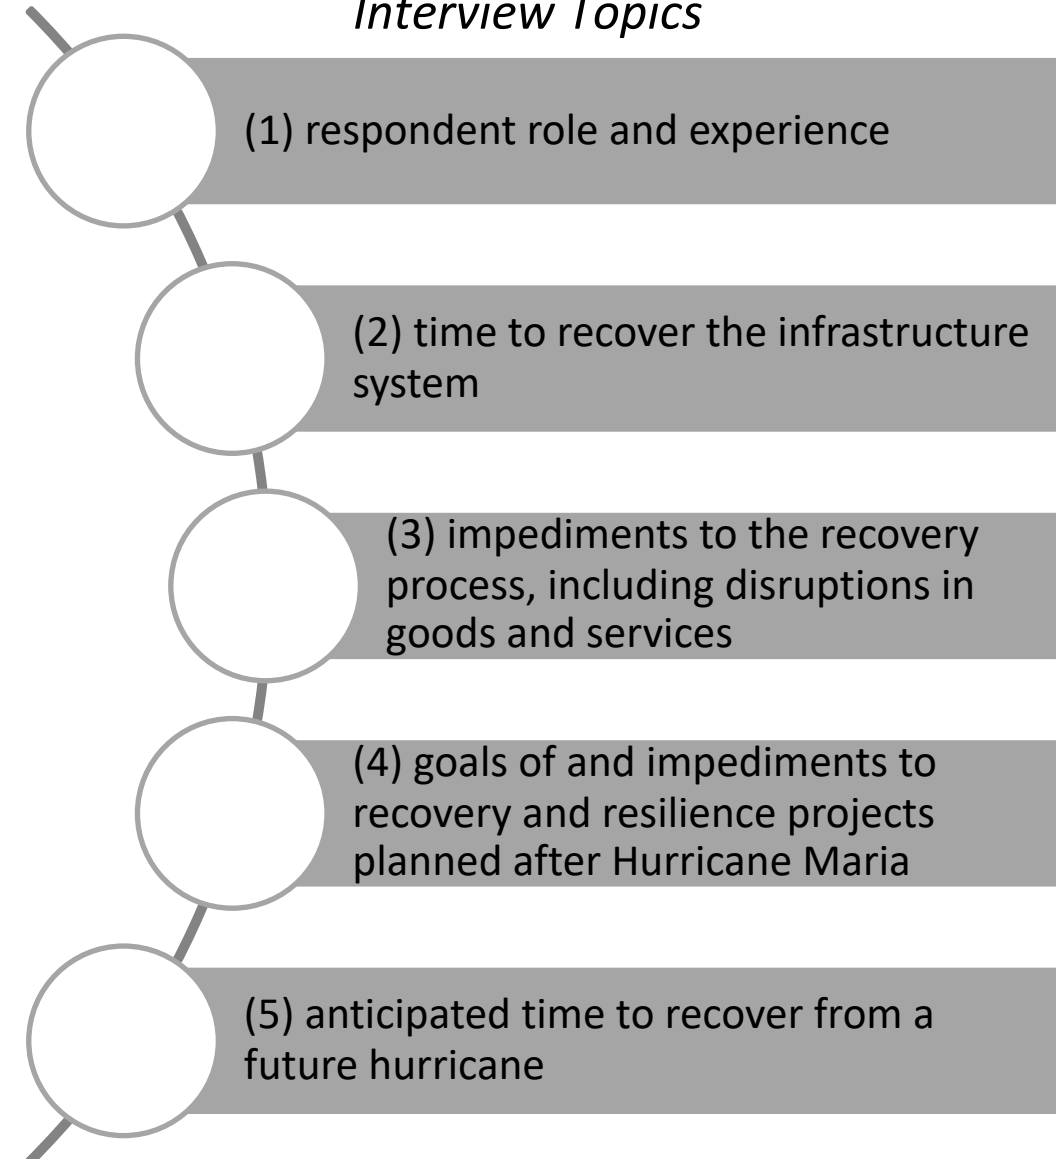 Interview Topics
(1) respondent role and experience
(2) time to recover the infrastructure
system
(3) impediments to the recovery
process, including disruptions in
goods and services
(4) goals of and impediments to
recovery and resilience projects
planned after Hurricane Maria
(5) anticipated time to recover from a
future hurricane